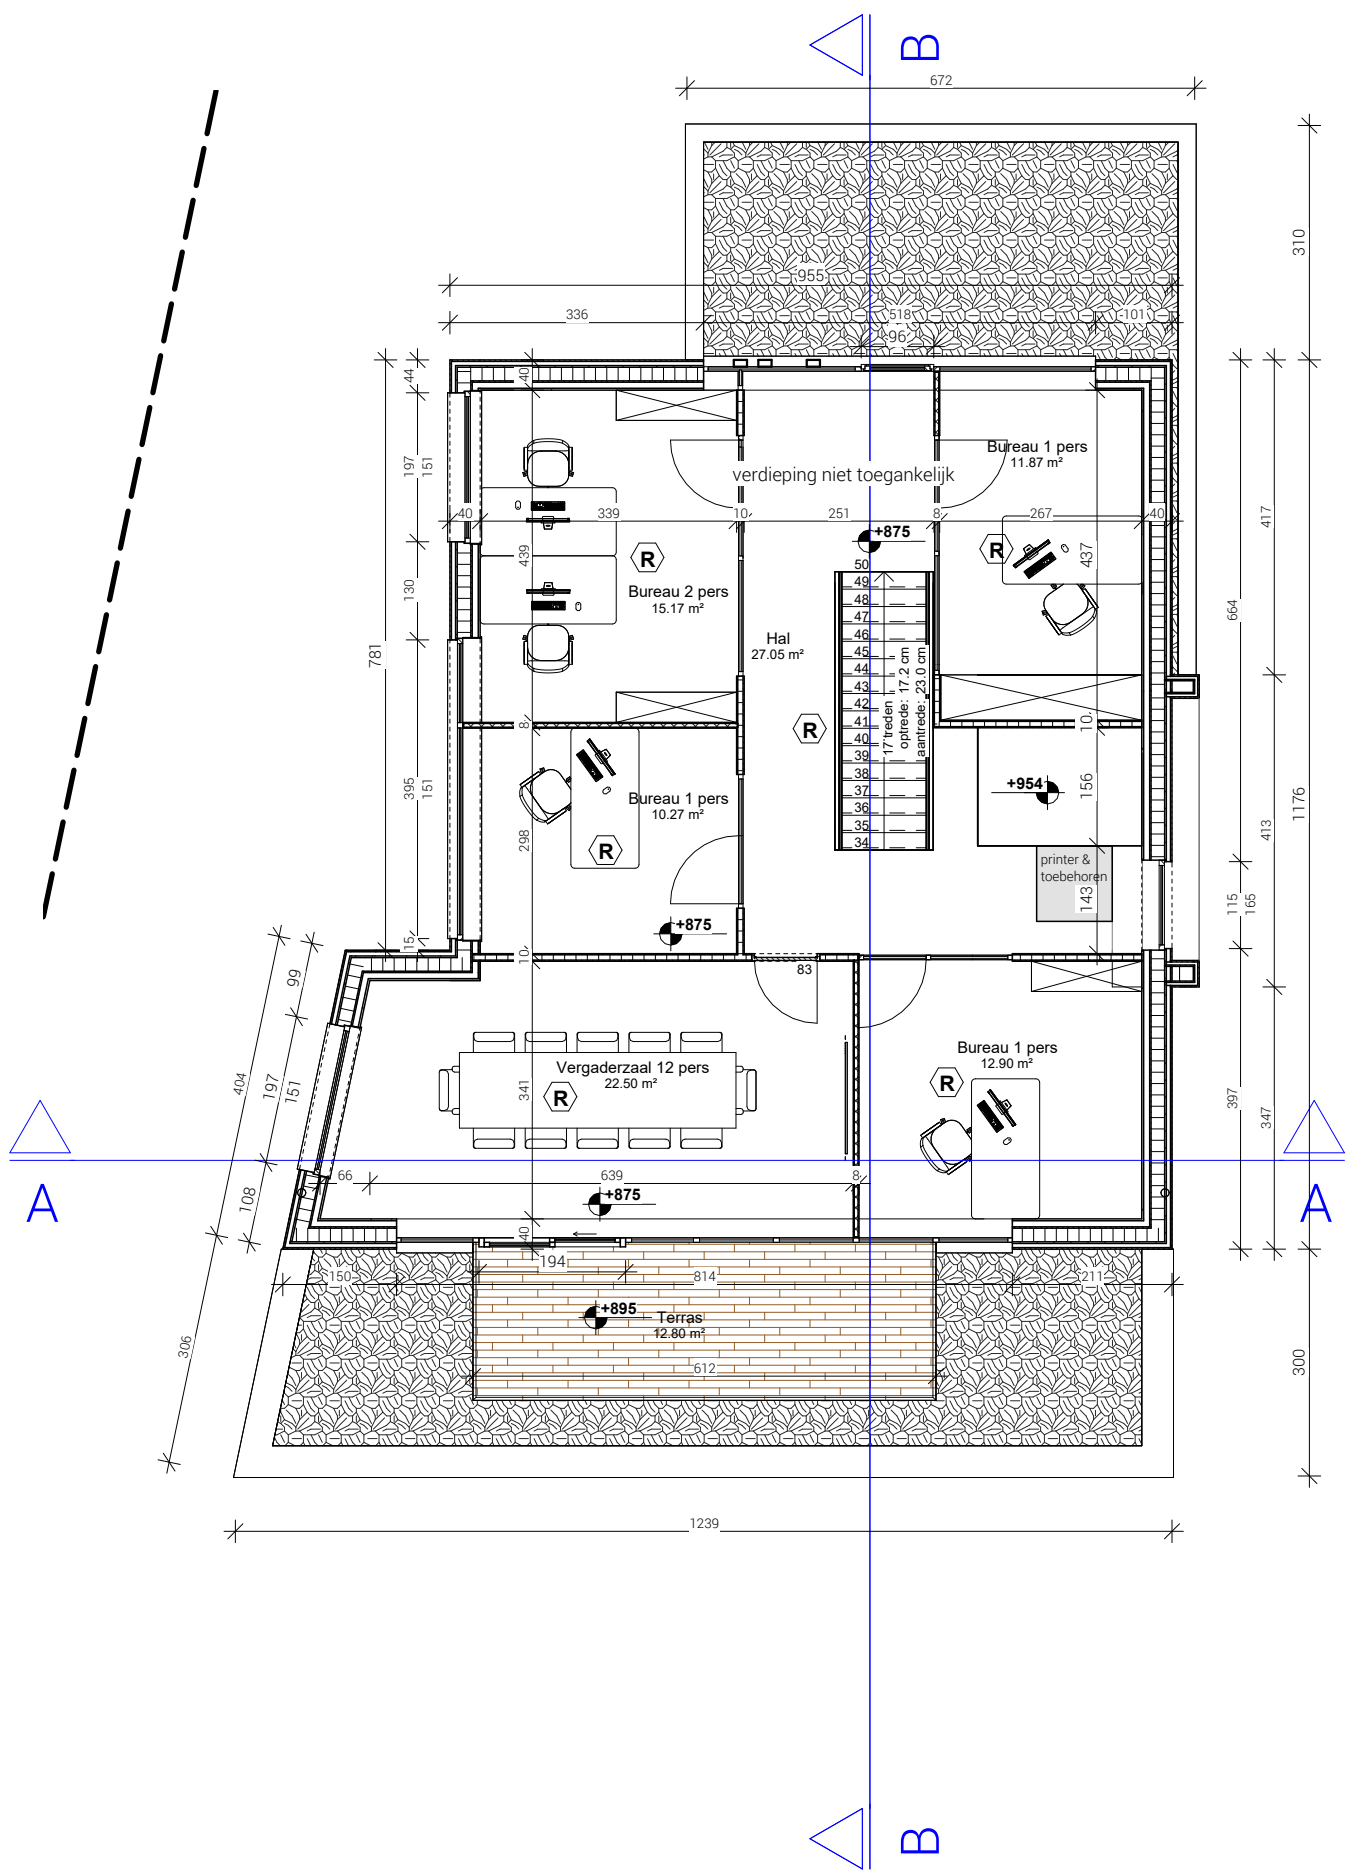 B
672
310
955
336
518
101
96
44
40
197
151
Bureau 1 pers
11.87 m²
verdieping niet toegankelijk
40
339
10
251
8
267
40
417
+875
R
R
439
437
50
49
48
47
46
45
44
43
42
41
40
39
38
37
36
35
34
17 treden
optrede: 17.2 cm
aantrede: 23.0 cm
Bureau 2 pers
15.17 m²
130
664
Hal
27.05 m²
781
R
8
10
395
151
Bureau 1 pers
10.27 m²
+954
156
413
1176
298
R
printer &
toebehoren
143
115
165
+875
15
10
83
99
404
197
151
Vergaderzaal 12 pers
22.50 m²
R
341
Bureau 1 pers
12.90 m²
R
397
347
A
A
66
639
8
108
+875
40
194
150
814
211
+895
Terras
12.80 m²
306
612
300
1239
B